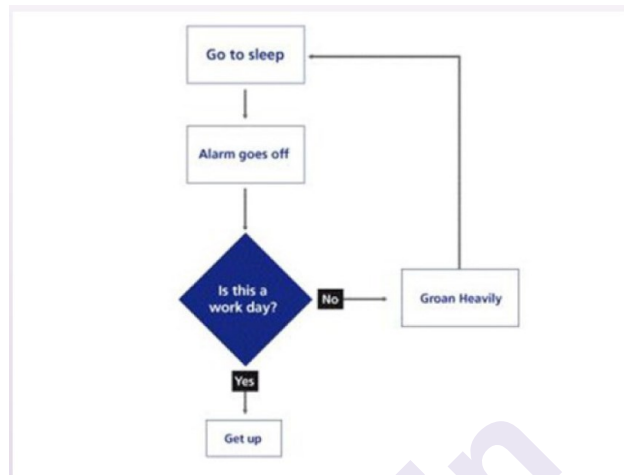 Go to sleep
Alarm goes off
Is this a
work day?
No
Groan Heavily
Yes
Get up